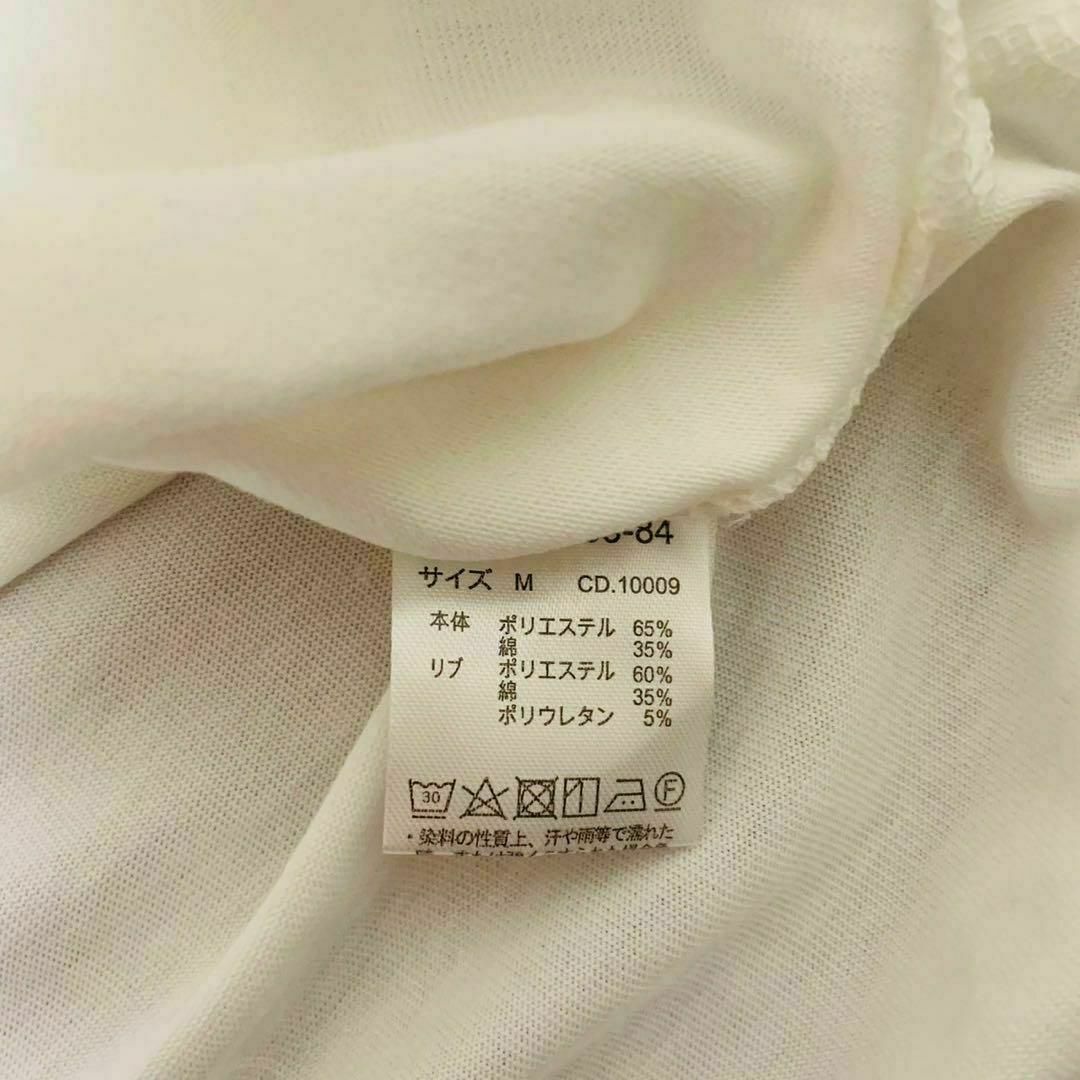 -84
サイズ M CD.10009
本体 ポリエステル 65%
綿 35%
リブ ポリエステル 60%
綿 35%
ポリウレタン 5%
30 F
・染料の性質上、汗や雨等で濡れた